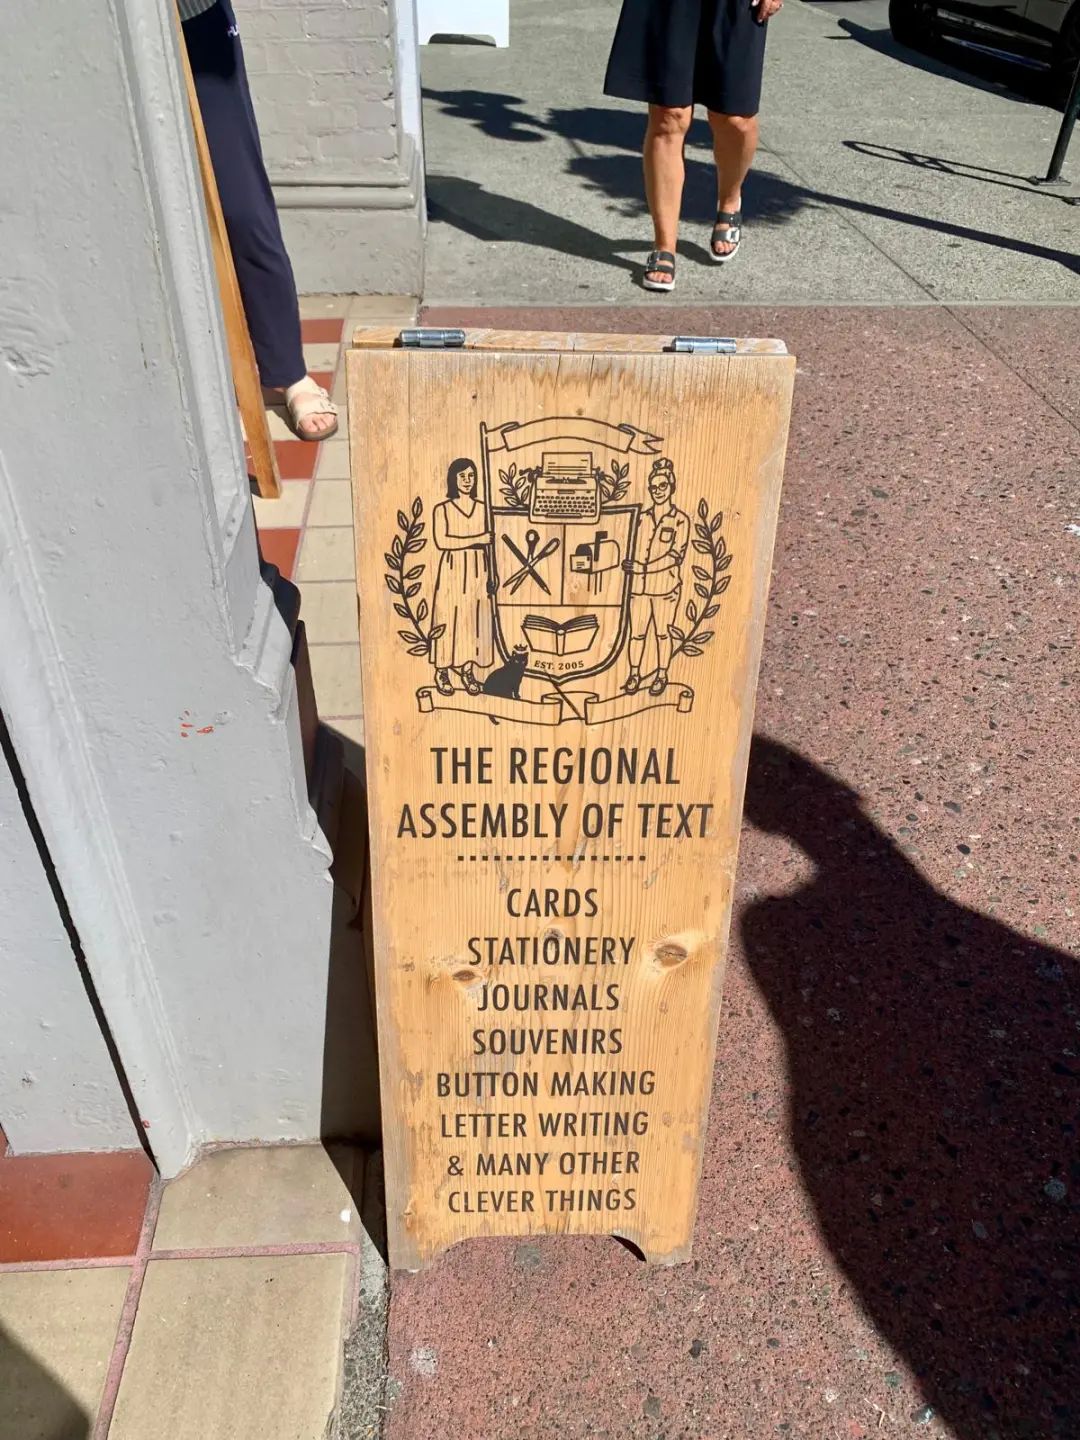 EST. 2005
THE REGIONAL
ASSEMBLY OF TEXT
CARDS
STATIONERY
JOURNALS
SOUVENIRS
BUTTON MAKING
LETTER WRITING
& MANY OTHER
CLEVER THINGS